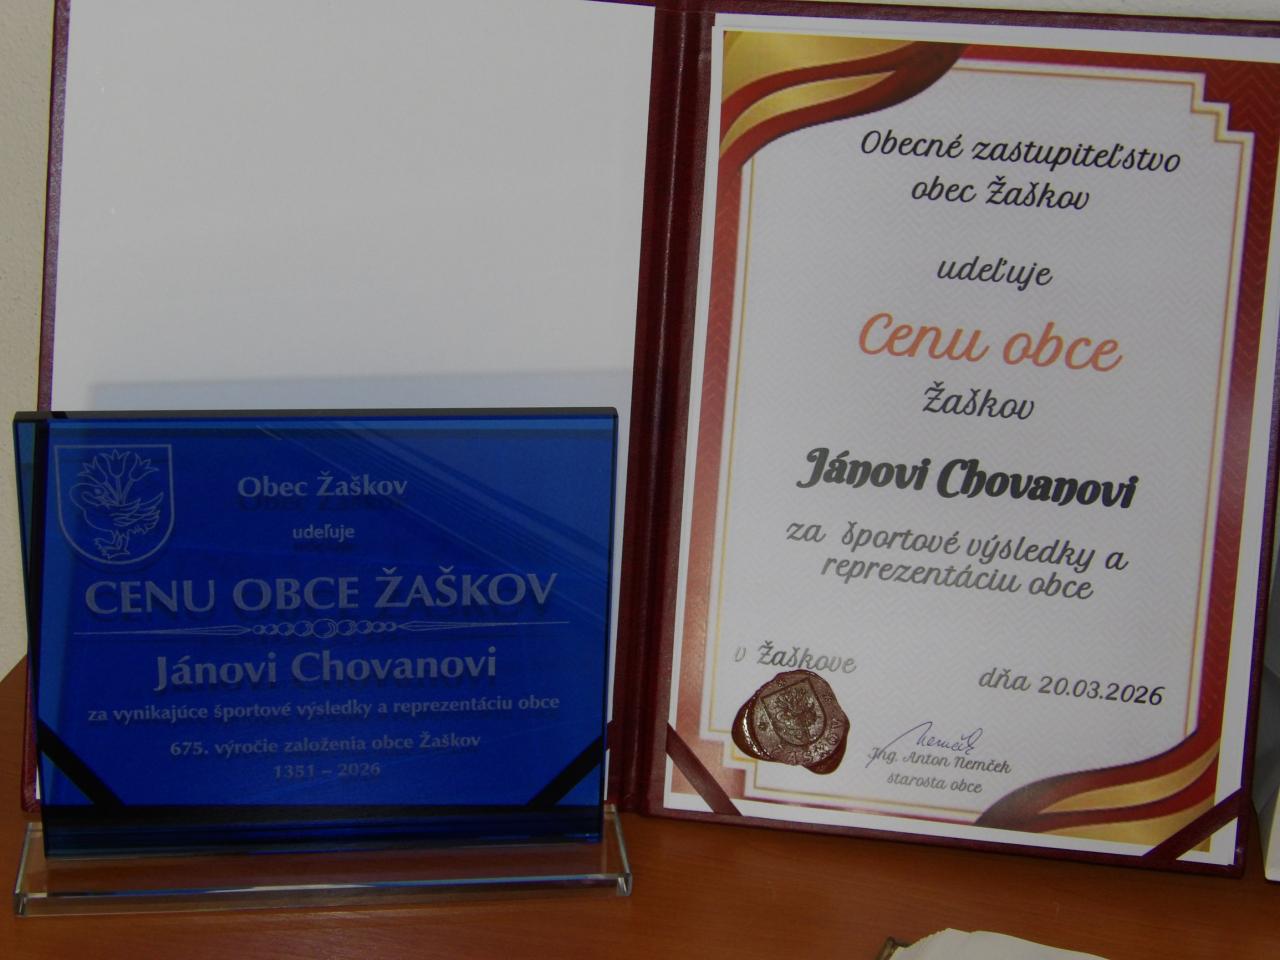 Obec Žaškov
udeľuje
CENU OBCE ŽAŠKOV
Jánovi Chovanovi
za vynikajúce športové výsledky a reprezentáciu obce
675. výročie založenia obce Žaškov
1351 – 2026
Obecné zastupiteľstvo
obec Žaškov
udeľuje
Cenu obce
Žaškov
Jánovi Chovanovi
za športové výsledky a
reprezentáciu obce
v Žaškove
dňa 20.03.2026
Ing. Anton Nemček
starosta obce